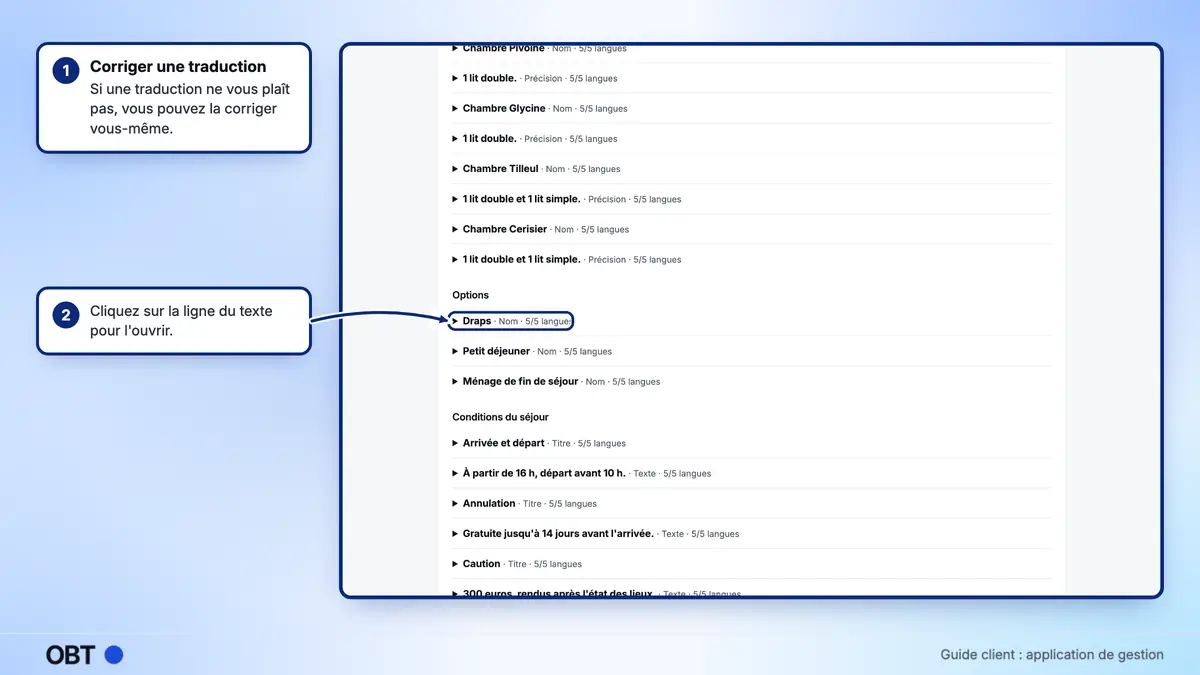 1
Corriger une traduction
Si une traduction ne vous plaît
pas, vous pouvez la corriger
vous-même.
2
Cliquez sur la ligne du texte
pour l'ouvrir.
Chambre Pivoine · Nom · 5/5 langues
1 lit double. · Précision · 5/5 langues
Chambre Glycine · Nom · 5/5 langues
1 lit double. · Précision · 5/5 langues
Chambre Tilleul · Nom · 5/5 langues
1 lit double et 1 lit simple. · Précision · 5/5 langues
Chambre Cerisier · Nom · 5/5 langues
1 lit double et 1 lit simple. · Précision · 5/5 langues
Options
Draps · Nom · 5/5 langues
Petit déjeuner · Nom · 5/5 langues
Ménage de fin de séjour · Nom · 5/5 langues
Conditions du séjour
Arrivée et départ · Titre · 5/5 langues
À partir de 16 h, départ avant 10 h. · Texte · 5/5 langues
Annulation · Titre · 5/5 langues
Gratuite jusqu'à 14 jours avant l'arrivée. · Texte · 5/5 langues
Caution · Titre · 5/5 langues
300 euros, rendus après l'état des lieux. · Texte · 5/5 langues
OBT
Guide client : application de gestion